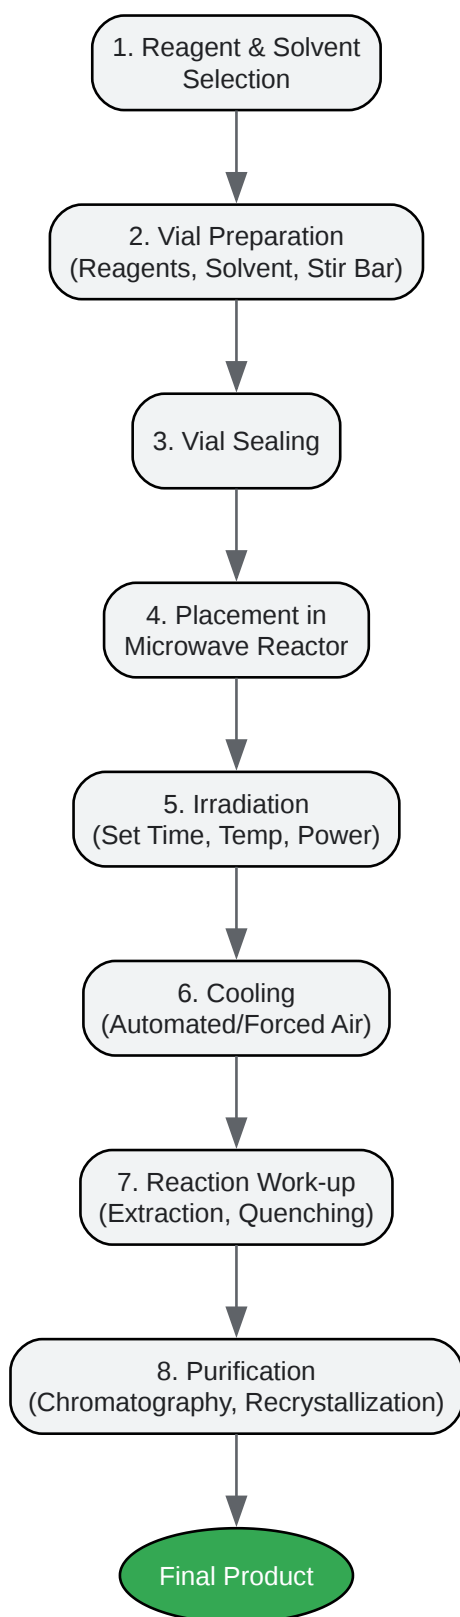 1. Reagent & Solvent
Selection
2. Vial Preparation
(Reagents, Solvent, Stir Bar)
3. Vial Sealing
4. Placement in
Microwave Reactor
5. Irradiation
(Set Time, Temp, Power)
6. Cooling
(Automated/Forced Air)
7. Reaction Work-up
(Extraction, Quenching)
8. Purification
(Chromatography, Recrystallization)
Final Product